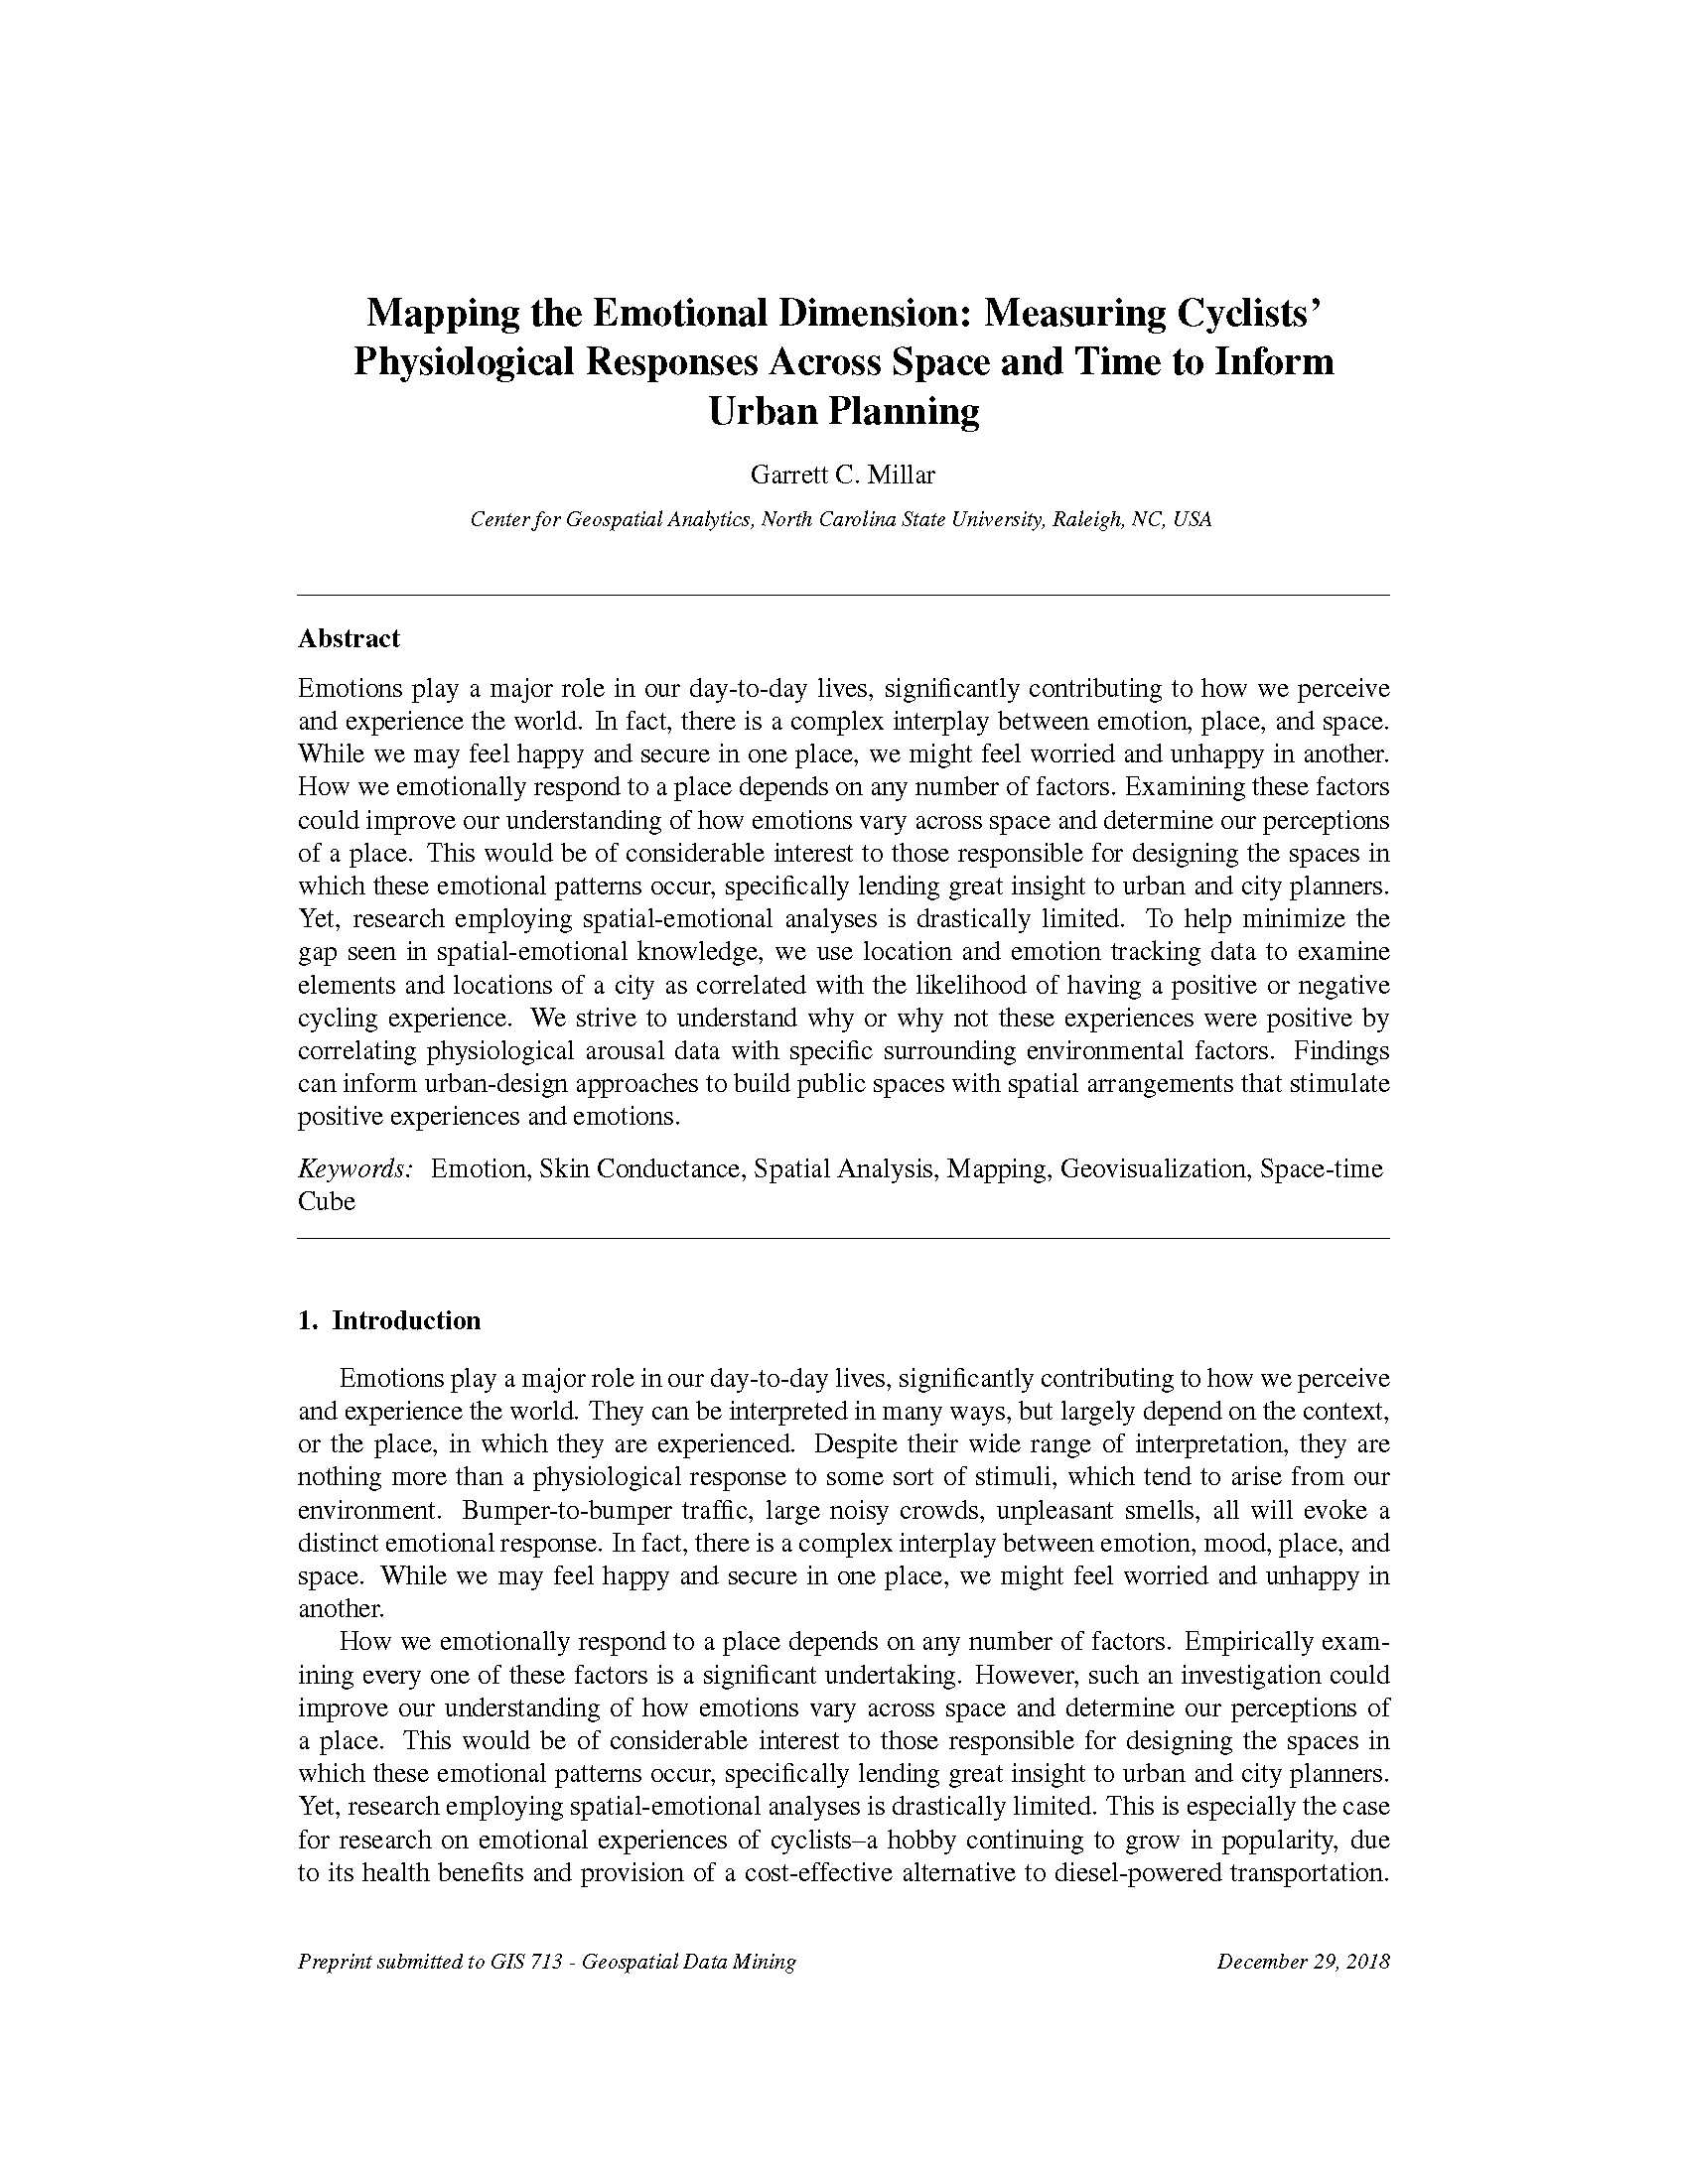 Mapping the Emotional Dimension: Measuring Cyclists’
Physiological Responses Across Space and Time to Inform
Urban Planning
Garrett C. Millar
Center for Geospatial Analytics, North Carolina State University, Raleigh, NC, USA
Abstract
Emotions play a major role in our day-to-day lives, significantly contributing to how we perceive
and experience the world. In fact, there is a complex interplay between emotion, place, and space.
While we may feel happy and secure in one place, we might feel worried and unhappy in another.
How we emotionally respond to a place depends on any number of factors. Examining these factors
could improve our understanding of how emotions vary across space and determine our perceptions
of a place. This would be of considerable interest to those responsible for designing the spaces in
which these emotional patterns occur, specifically lending great insight to urban and city planners.
Yet, research employing spatial-emotional analyses is drastically limited. To help minimize the
gap seen in spatial-emotional knowledge, we use location and emotion tracking data to examine
elements and locations of a city as correlated with the likelihood of having a positive or negative
cycling experience. We strive to understand why or why not these experiences were positive by
correlating physiological arousal data with specific surrounding environmental factors. Findings
can inform urban-design approaches to build public spaces with spatial arrangements that stimulate
positive experiences and emotions.
Keywords: Emotion, Skin Conductance, Spatial Analysis, Mapping, Geovisualization, Space-time
Cube
1. Introduction
Emotions play a major role in our day-to-day lives, significantly contributing to how we perceive
and experience the world. They can be interpreted in many ways, but largely depend on the context,
or the place, in which they are experienced. Despite their wide range of interpretation, they are
nothing more than a physiological response to some sort of stimuli, which tend to arise from our
environment. Bumper-to-bumper traffic, large noisy crowds, unpleasant smells, all will evoke a
distinct emotional response. In fact, there is a complex interplay between emotion, mood, place, and
space. While we may feel happy and secure in one place, we might feel worried and unhappy in
another.
How we emotionally respond to a place depends on any number of factors. Empirically exam-
ining every one of these factors is a significant undertaking. However, such an investigation could
improve our understanding of how emotions vary across space and determine our perceptions of
a place. This would be of considerable interest to those responsible for designing the spaces in
which these emotional patterns occur, specifically lending great insight to urban and city planners.
Yet, research employing spatial-emotional analyses is drastically limited. This is especially the case
for research on emotional experiences of cyclists–a hobby continuing to grow in popularity, due
to its health benefits and provision of a cost-effective alternative to diesel-powered transportation.
Preprint submitted to GIS 713 - Geospatial Data Mining
December 29, 2018